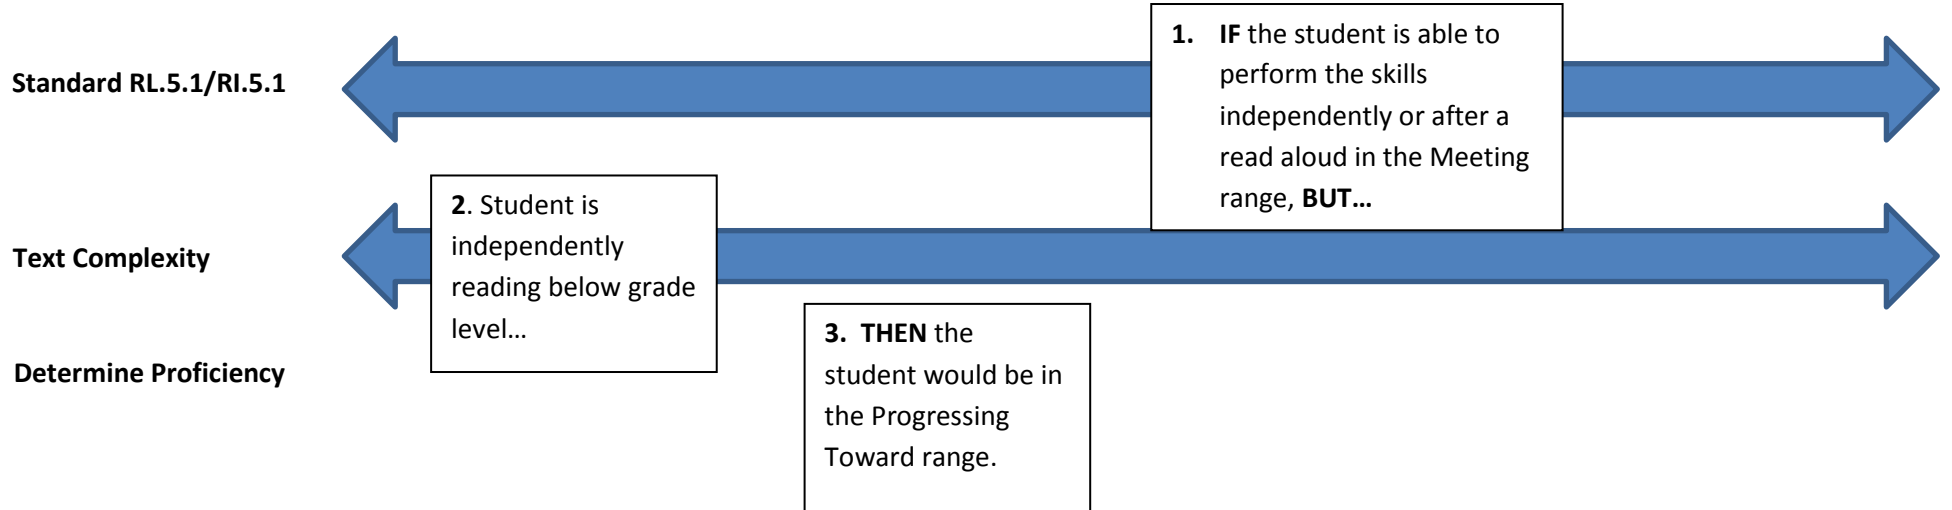 Standard RL.5.1/RI.5.1
1. IF the student is able to
perform the skills
independently or after a
read aloud in the Meeting
range, BUT…
Text Complexity
2. Student is
independently
reading below grade
level…
Determine Proficiency
3. THEN the
student would be in
the Progressing
Toward range.